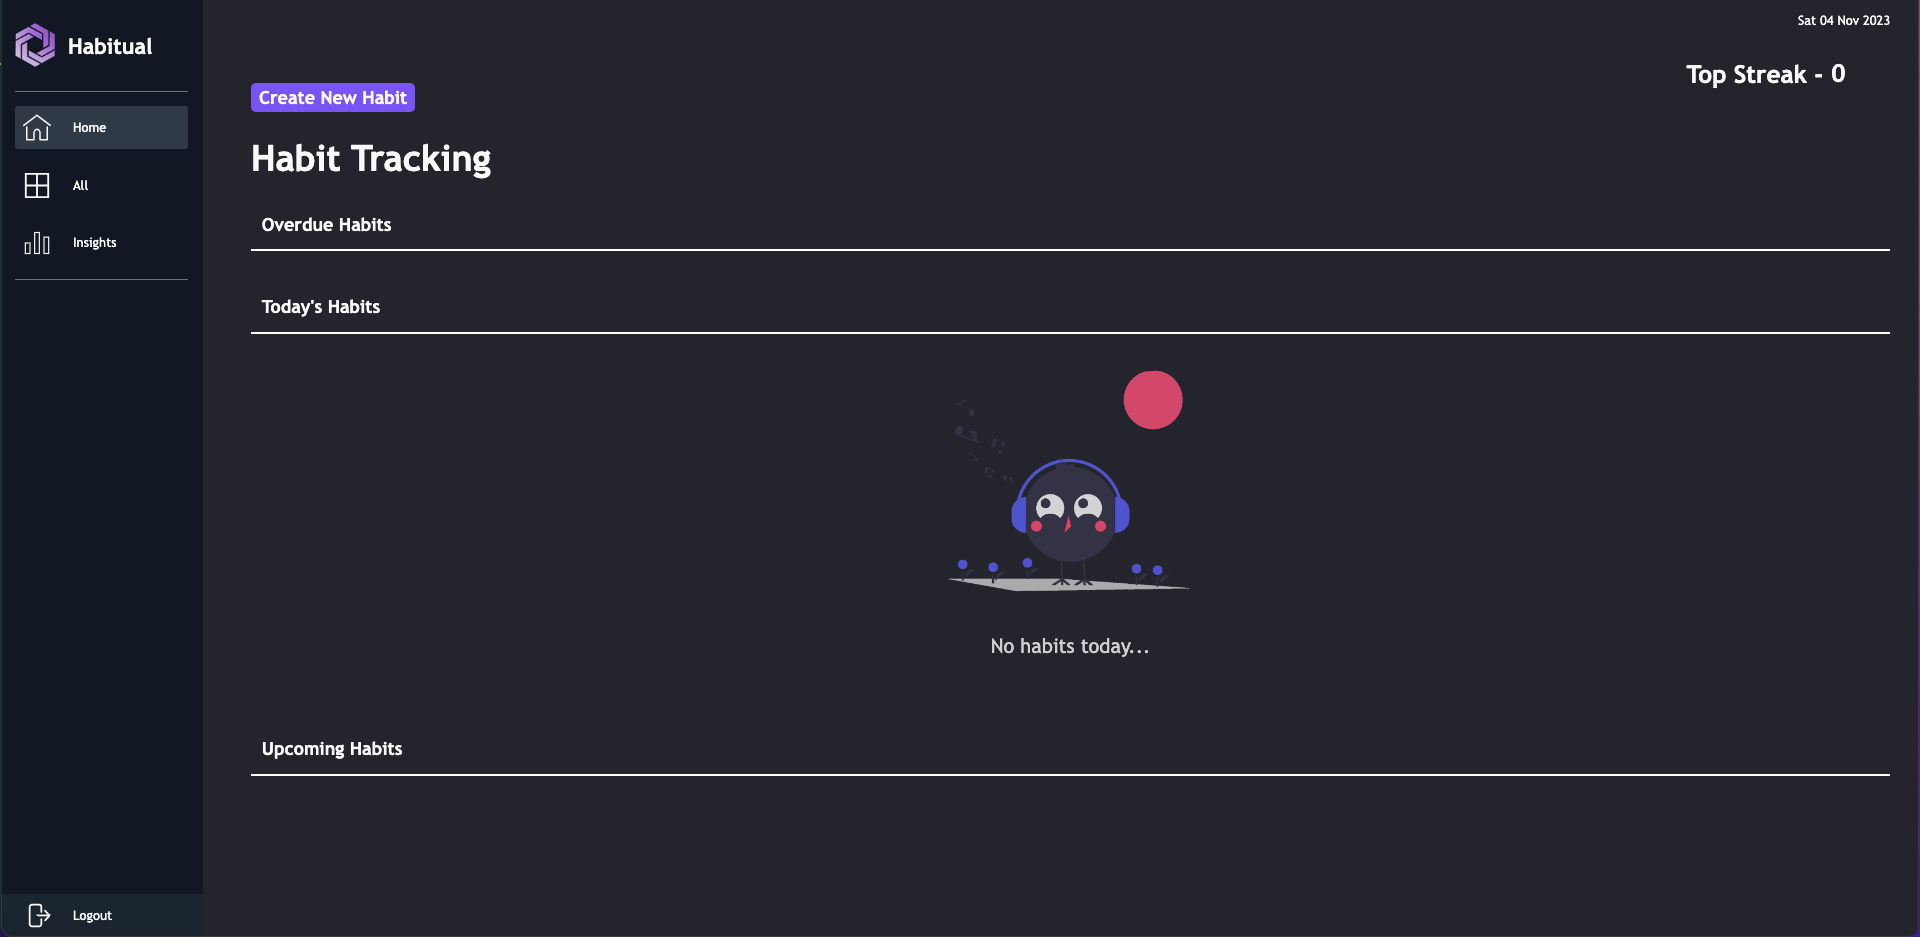 Habitual
Home
All
Insights
Logout
Sat 04 Nov 2023
Top Streak - 0
Create New Habit
Habit Tracking
Overdue Habits
Today's Habits
No habits today...
Upcoming Habits